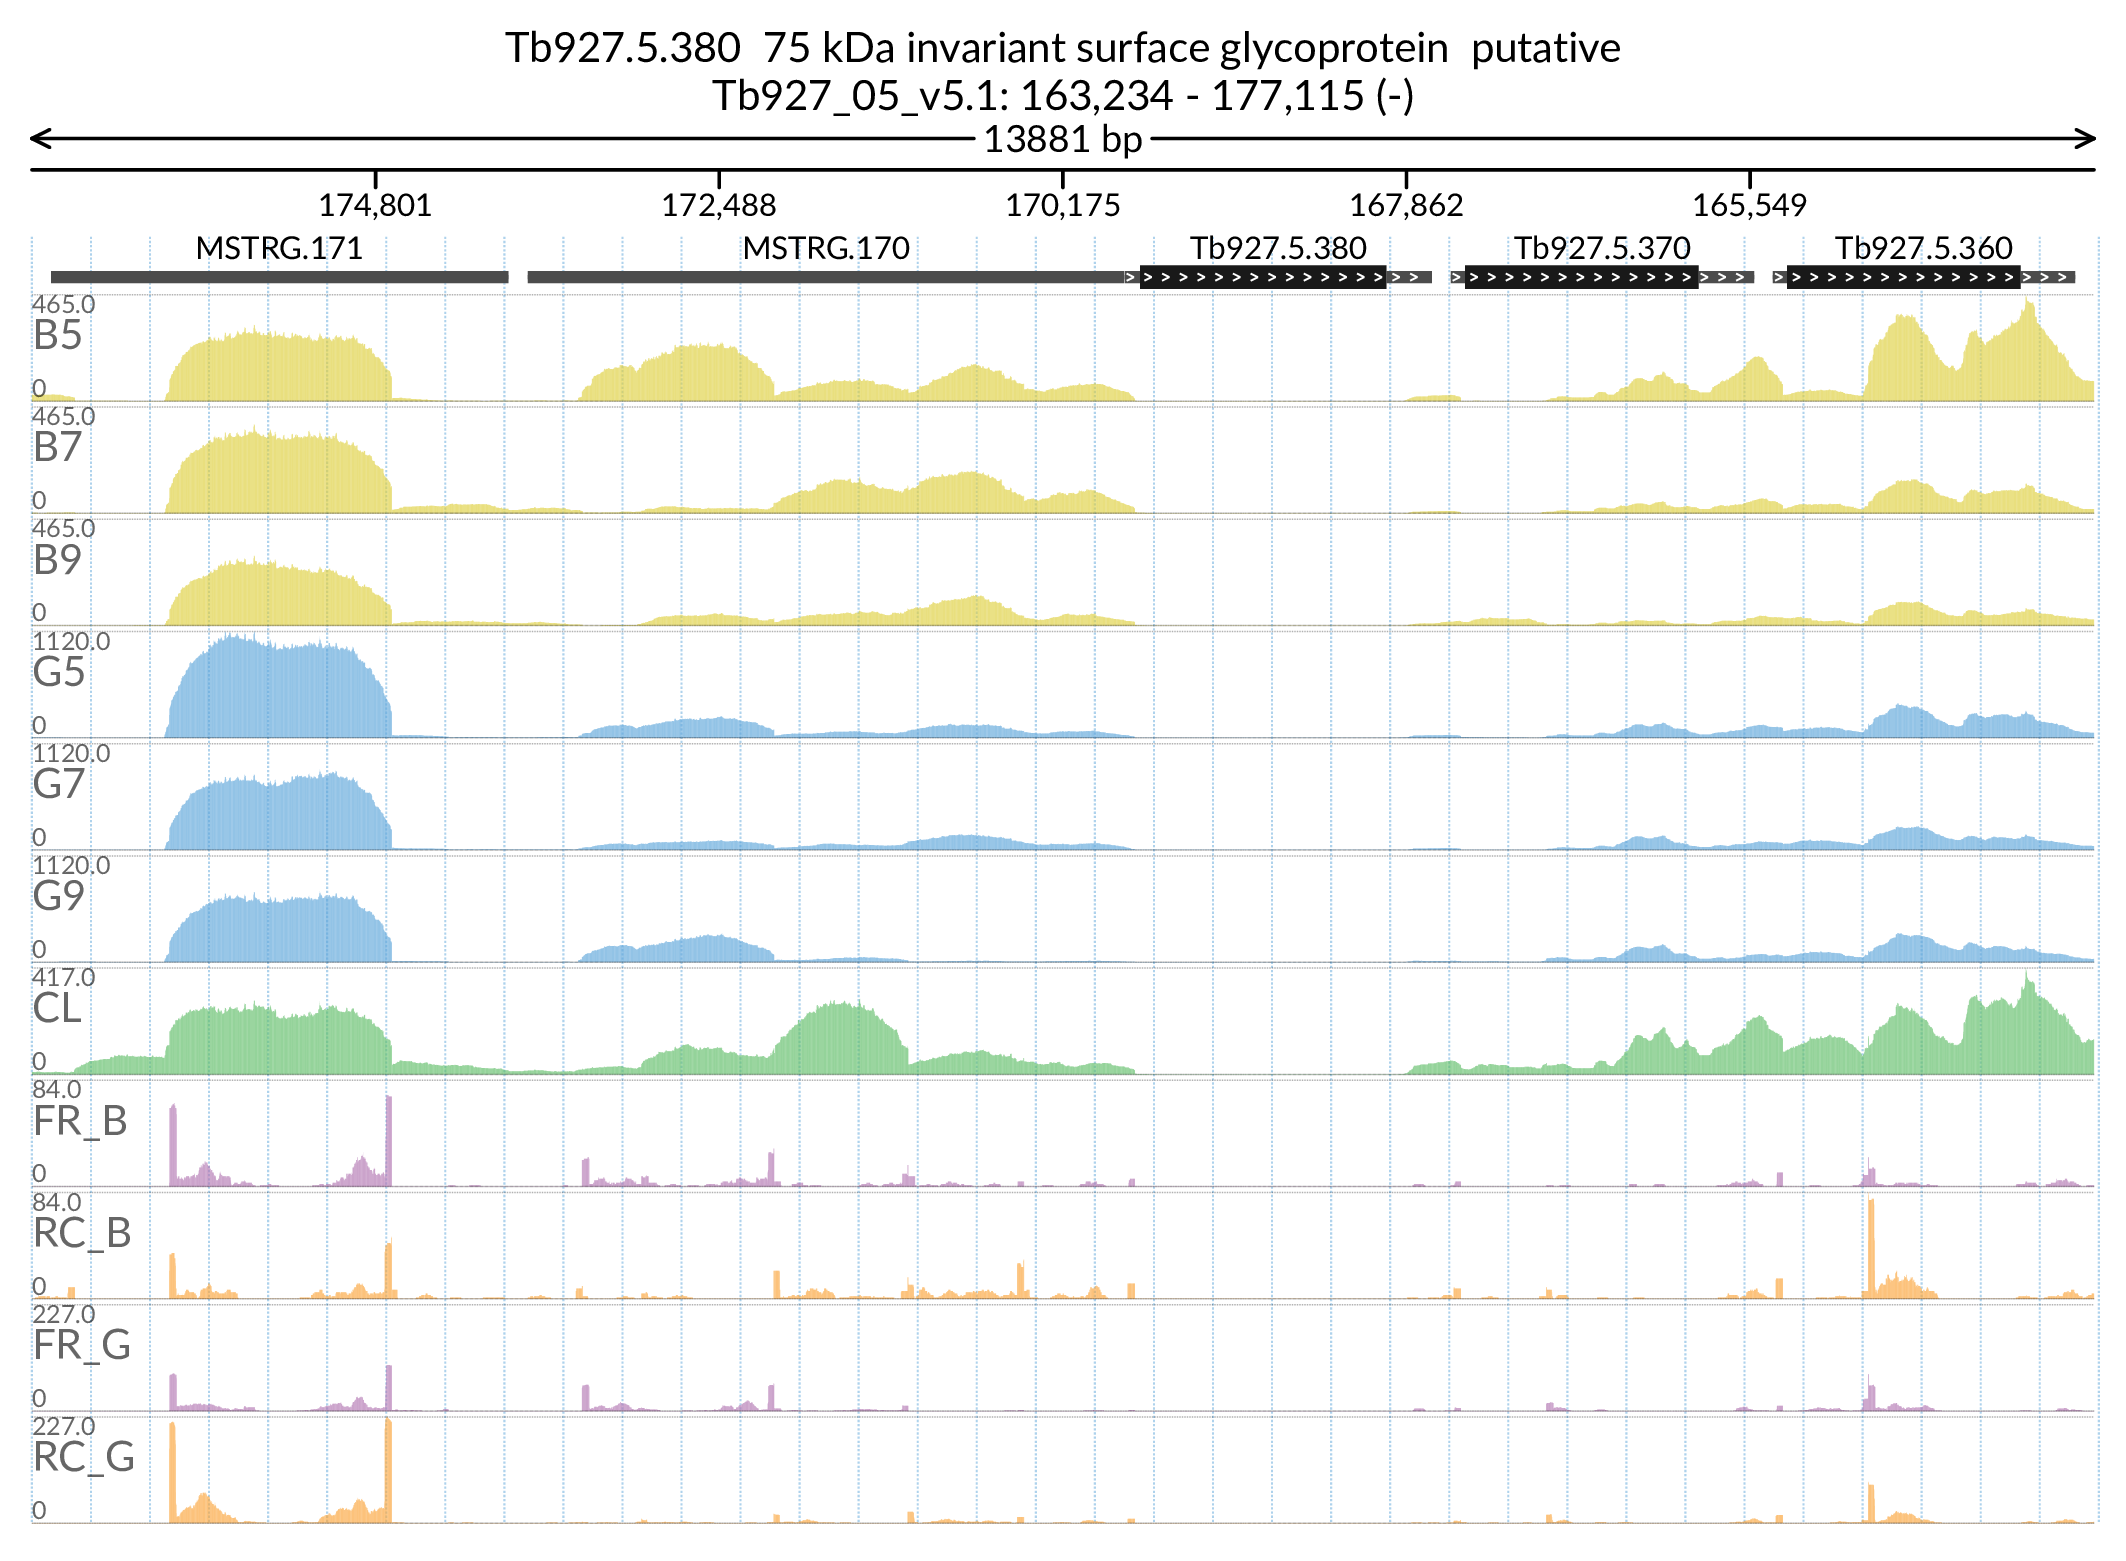 Tb927.5.380  75 kDa invariant surface glycoprotein  putative
Tb927_05_v5.1: 163,234 - 177,115 (-)
13881 bp
174,801 172,488 170,175 167,862 165,549
MSTRG.171 MSTRG.170 Tb927.5.380 Tb927.5.370 Tb927.5.360
465.0
B5
0
465.0
B7
0
465.0
B9
0
1120.0
G5
0
1120.0
G7
0
1120.0
G9
0
417.0
CL
0
84.0
FR_B
0
84.0
RC_B
0
227.0
FR_G
0
227.0
RC_G
0